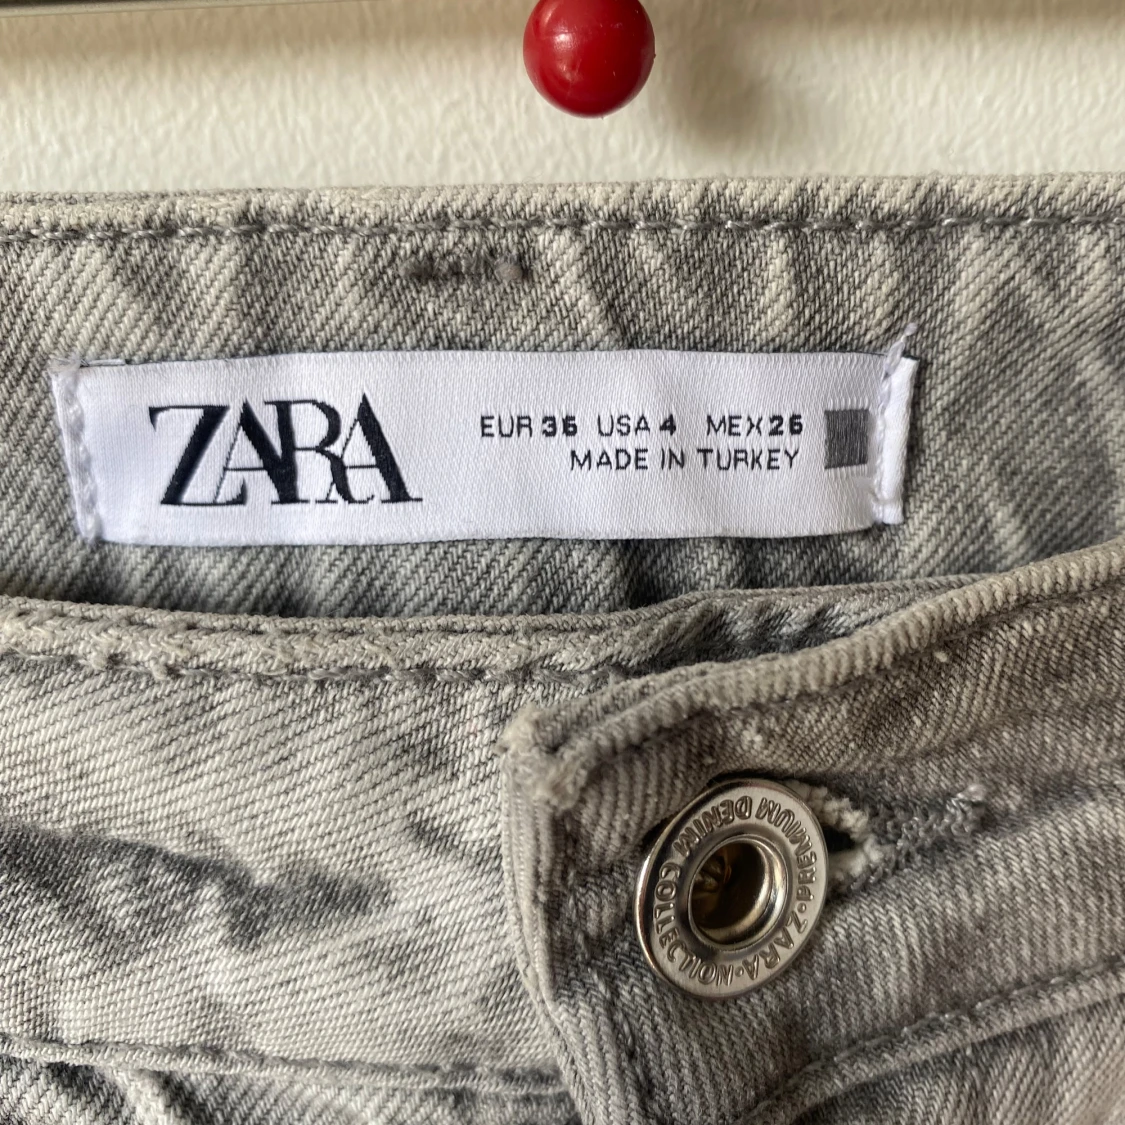 ZARA
EUR 36 USA 4 MEX 26
MADE IN TURKEY
ZARA·PREMIUM DENIM COLLECTION·